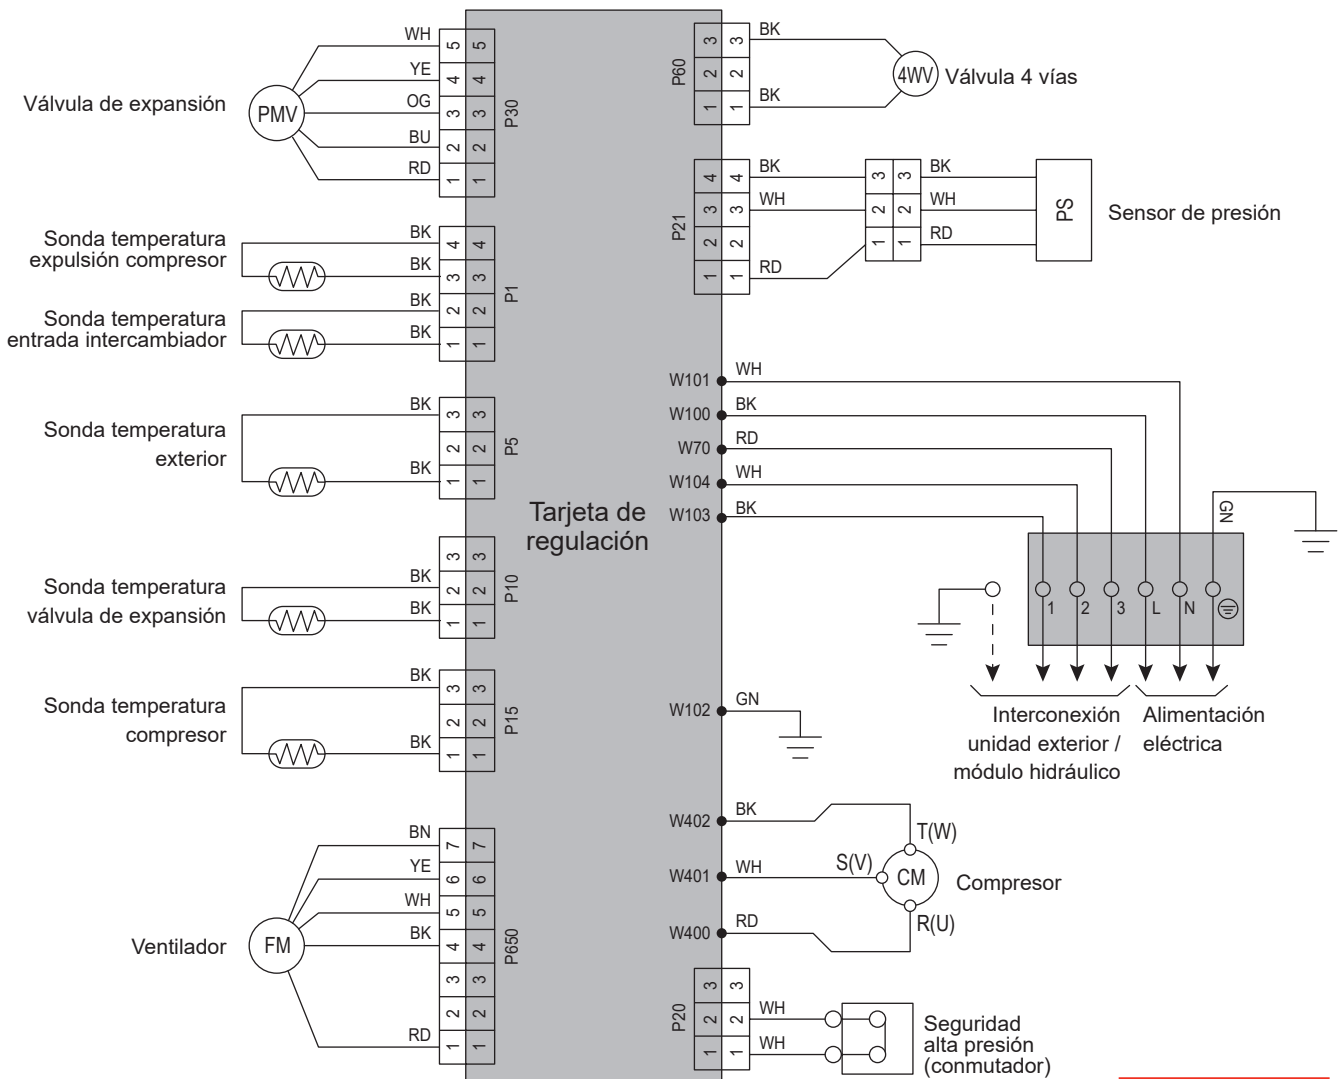 Válvula de expansión
PMV
WH
YE
OG
BU
RD
5 5
4 4
3 3
2 2
1 1
P30
Sonda temperatura
expulsión compresor
Sonda temperatura
entrada intercambiador
BK
BK
BK
BK
4 4
3 3
2 2
1 1
P1
Sonda temperatura
exterior
BK
BK
3 3
2 2
1 1
P5
Sonda temperatura
válvula de expansión
BK
BK
3 3
2 2
1 1
P10
Sonda temperatura
compresor
BK
BK
3 3
2 2
1 1
P15
Ventilador
FM
BN
YE
WH
BK
RD
7 7
6 6
5 5
4 4
3 3
2 2
1 1
P650
Tarjeta de
regulación
P60
3 3
2 2
1 1
BK
BK
4WV
Válvula 4 vías
P21
4 4
3 3
2 2
1 1
BK
WH
RD
3 3
2 2
1 1
BK
WH
RD
PS
Sensor de presión
W101 WH
W100 BK
W70 RD
W104 WH
W103 BK
GN
1 2 3 L N
Interconexión
unidad exterior /
módulo hidráulico
Alimentación
eléctrica
W102 GN
W402 BK
W401 WH
W400 RD
T(W)
S(V)
CM
R(U)
Compresor
P20
3 3
2 2
1 1
WH
WH
Seguridad
alta presión
(conmutador)